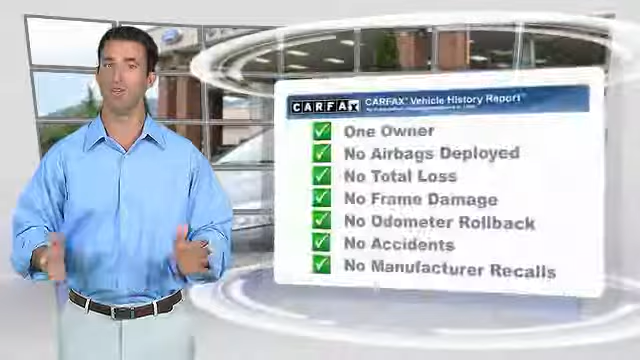 CARFAX CARFAX Vehicle History Report
One Owner
No Airbags Deployed
No Total Loss
No Frame Damage
No Odometer Rollback
No Accidents
No Manufacturer Recalls